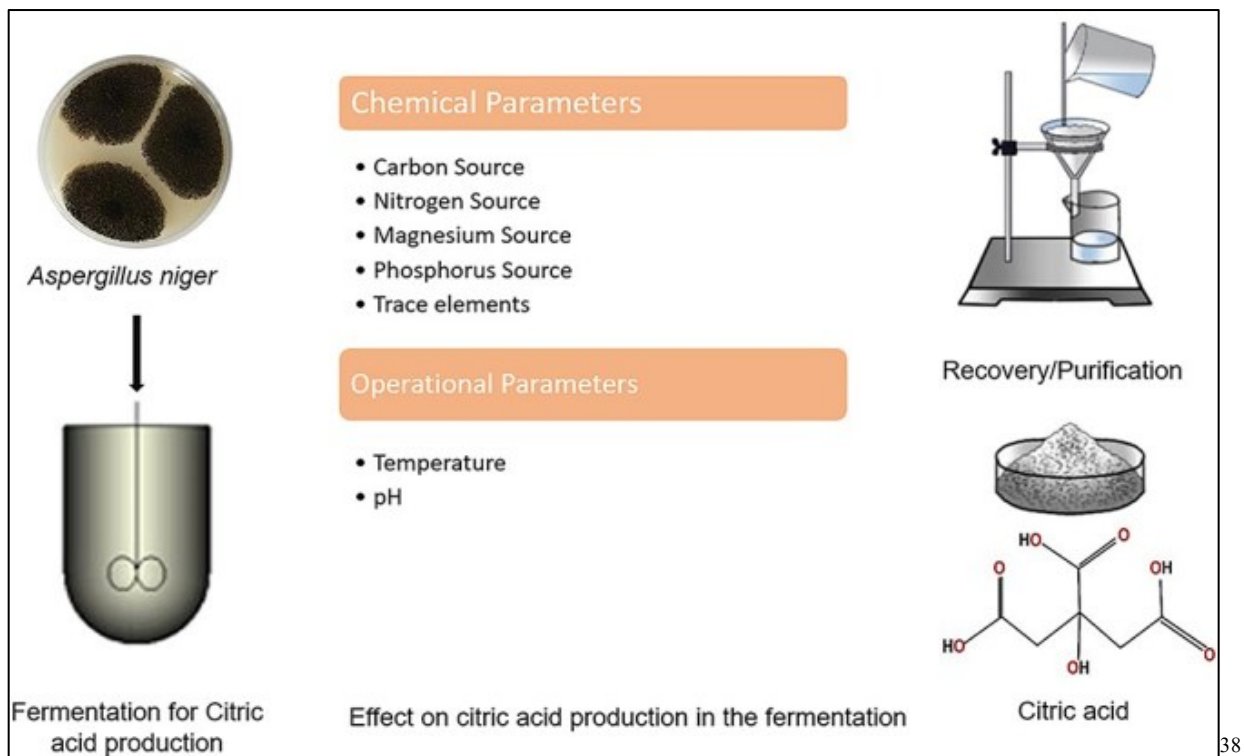 Aspergillus niger
Fermentation for Citric
acid production
Chemical Parameters
• Carbon Source
• Nitrogen Source
• Magnesium Source
• Phosphorus Source
• Trace elements
Operational Parameters
• Temperature
• pH
Effect on citric acid production in the fermentation
Recovery/Purification
HO
O
O
OH
HO
OH
O
Citric acid
38